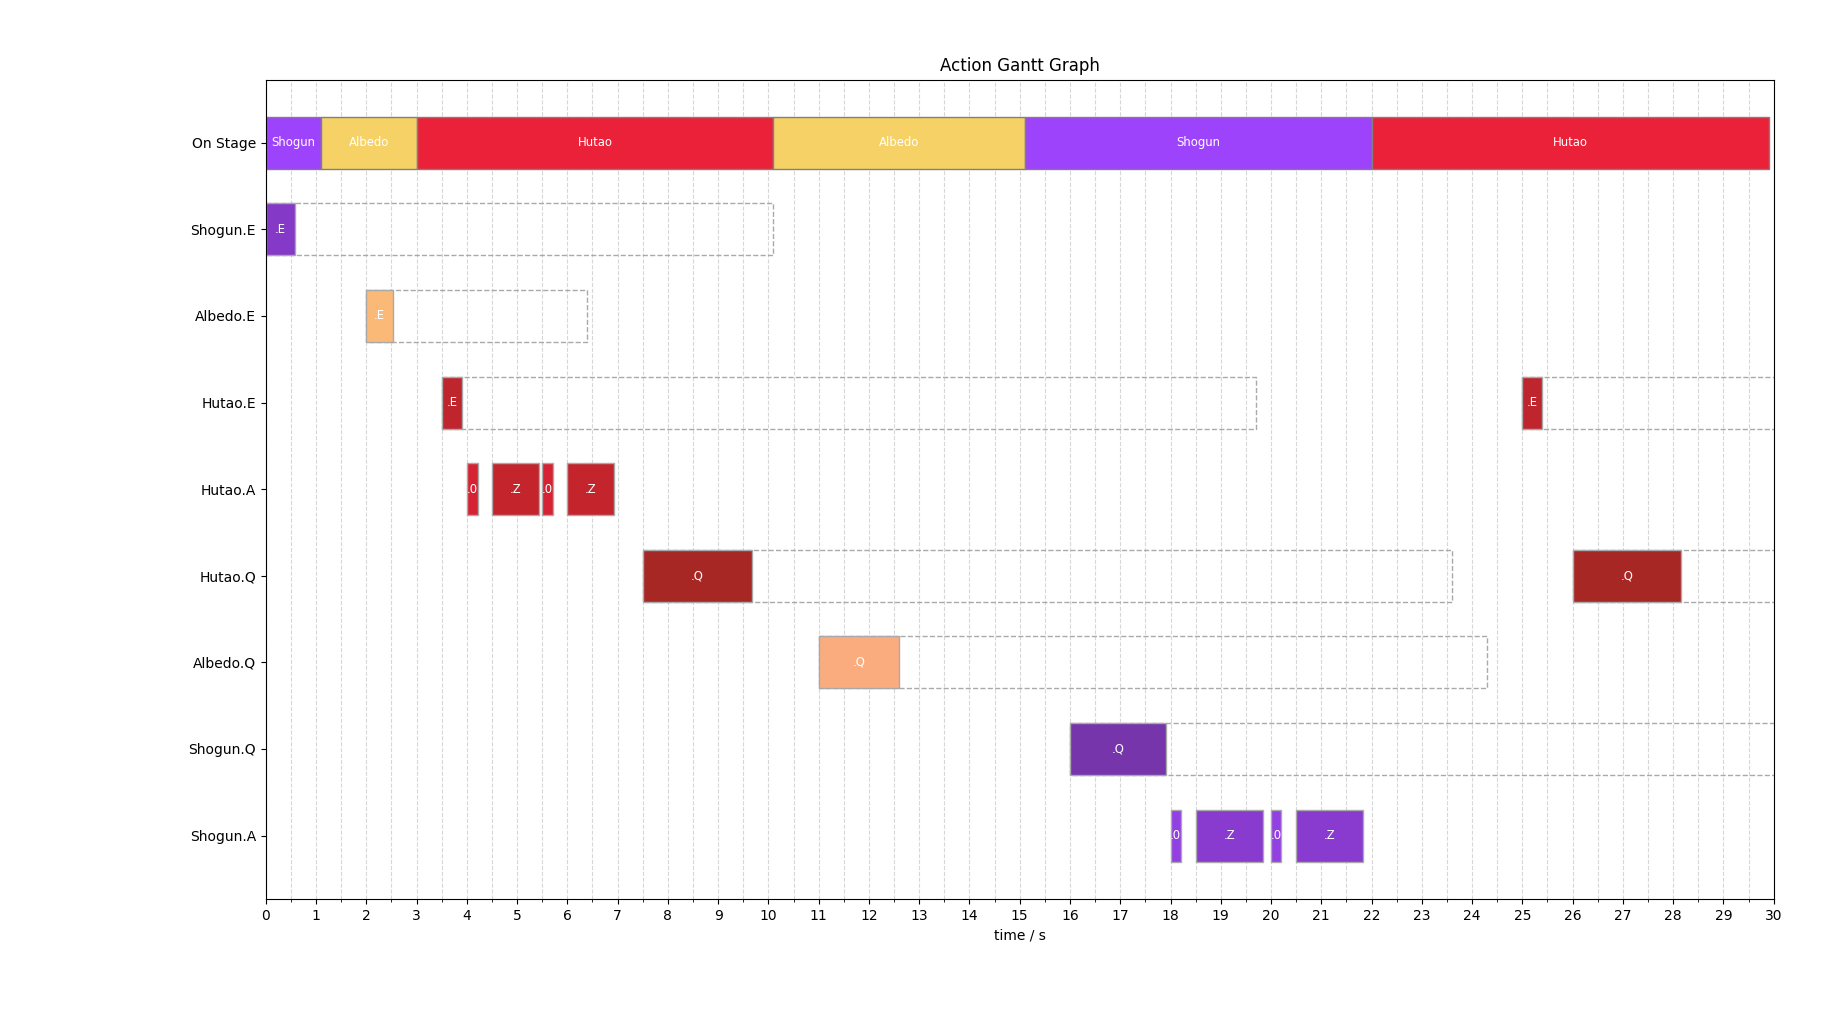 Action Gantt Graph
On Stage Shogun Albedo Hutao Albedo Shogun Hutao
Shogun.E .E
Albedo.E .E
Hutao.E .E .E
Hutao.A .0 .Z .0 .Z
Hutao.Q .Q .Q
Albedo.Q .Q
Shogun.Q .Q
Shogun.A .0 .Z .0 .Z
0 1 2 3 4 5 6 7 8 9 10 11 12 13 14 15 16 17 18 19 20 21 22 23 24 25 26 27 28 29 30
time / s